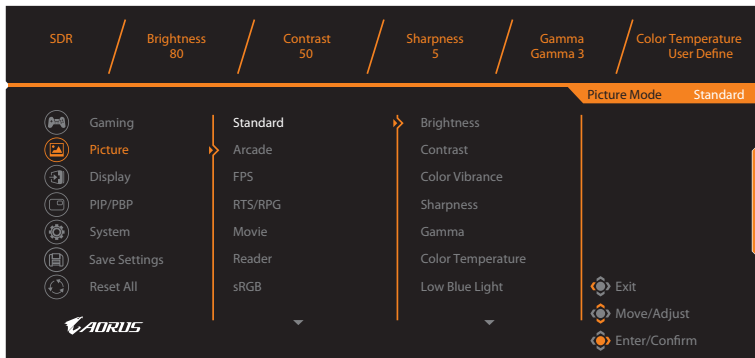 SDR
Brightness
80
Contrast
50
Sharpness
5
Gamma
Gamma 3
Color Temperature
User Define
Picture Mode Standard
Gaming
Picture
Display
PIP/PBP
System
Save Settings
Reset All
Standard
Arcade
FPS
RTS/RPG
Movie
Reader
sRGB
Brightness
Contrast
Color Vibrance
Sharpness
Gamma
Color Temperature
Low Blue Light
Exit
Move/Adjust
Enter/Confirm
AORUS